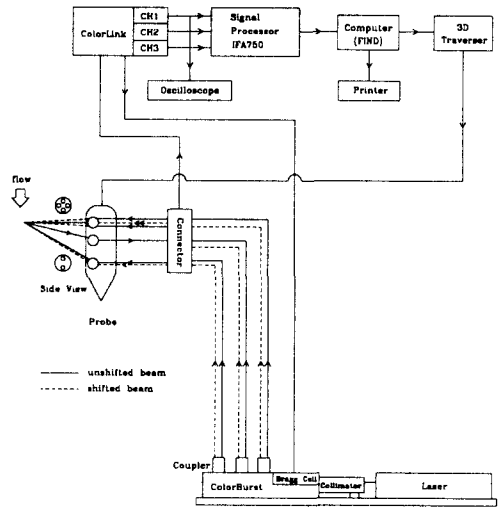 ColorLink
CH1
CH2
CH3
Signal
Processor
IFA750
Computer
(FIND)
3D
Traverser
Oscilloscope
Printer
flow
Connector
Side View
Probe
unshifted beam
shifted beam
Coupler
ColorBurst
Bragg Cell
Collimator
Laser